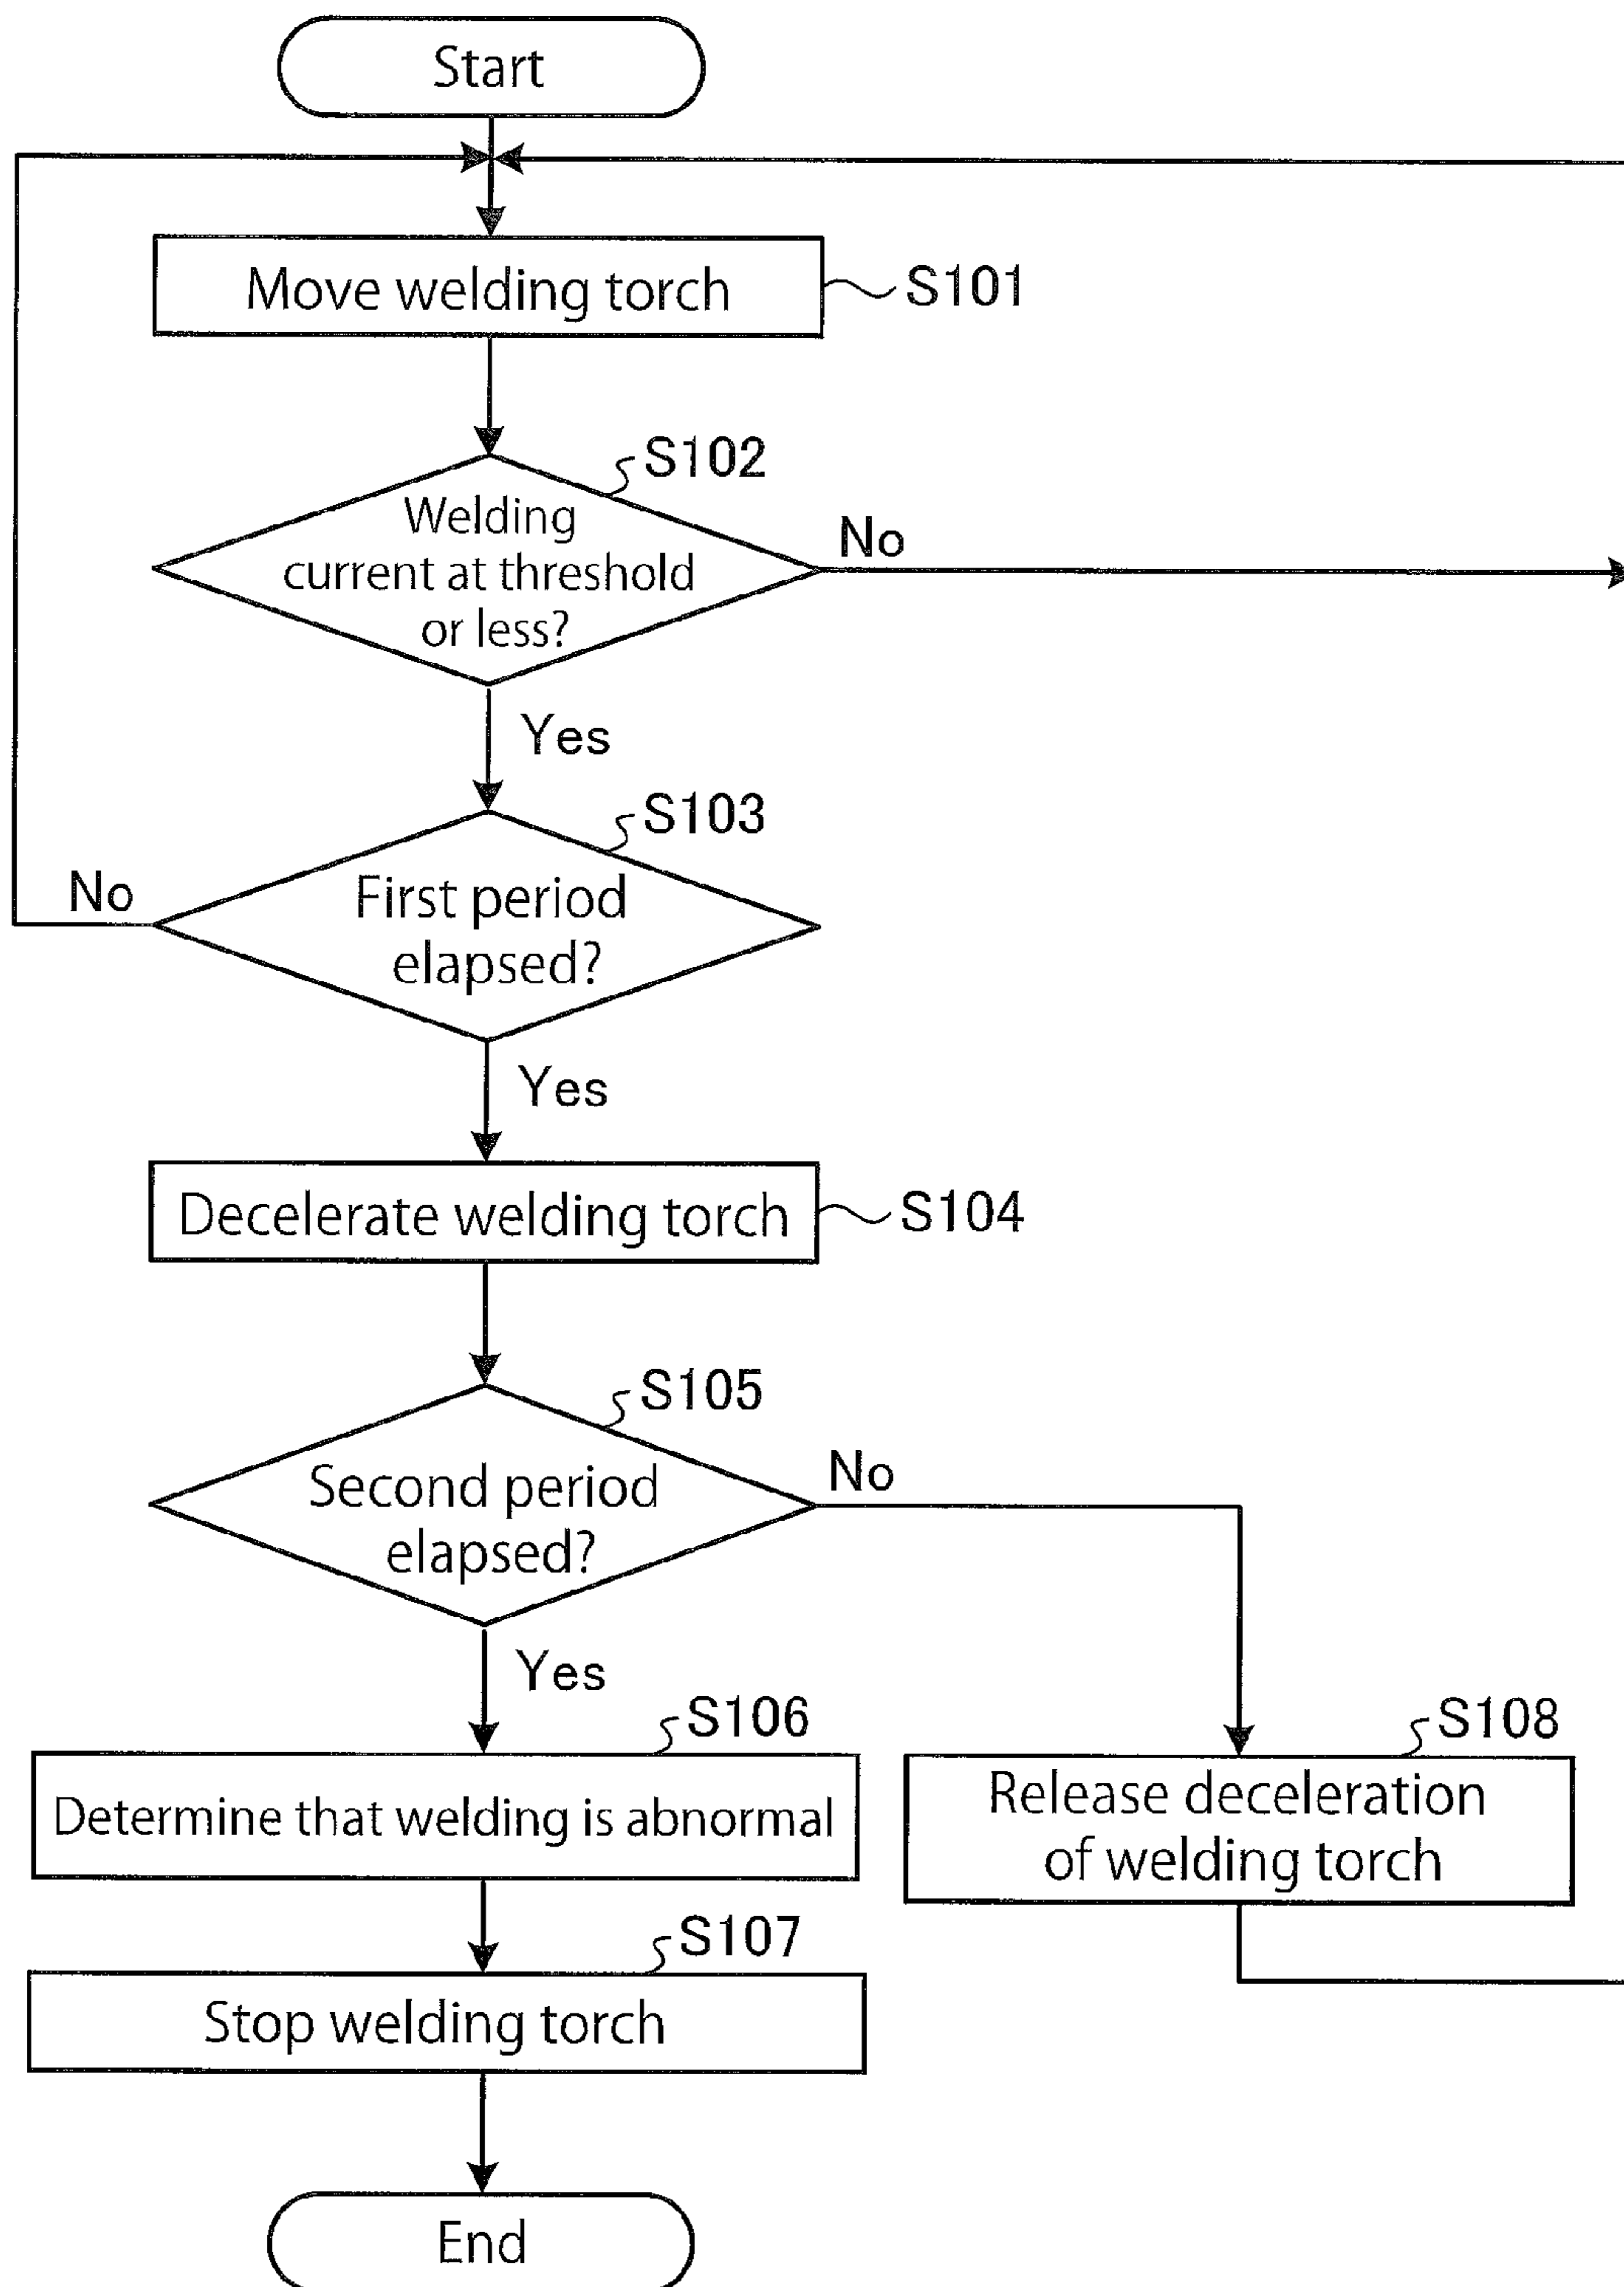 Start
Move welding torch
S101
S102
Welding
current at threshold
or less?
No
Yes
S103
First period
elapsed?
No
Yes
Decelerate welding torch
S104
S105
Second period
elapsed?
No
Yes
S106
Determine that welding is abnormal
S108
Release deceleration
of welding torch
S107
Stop welding torch
End